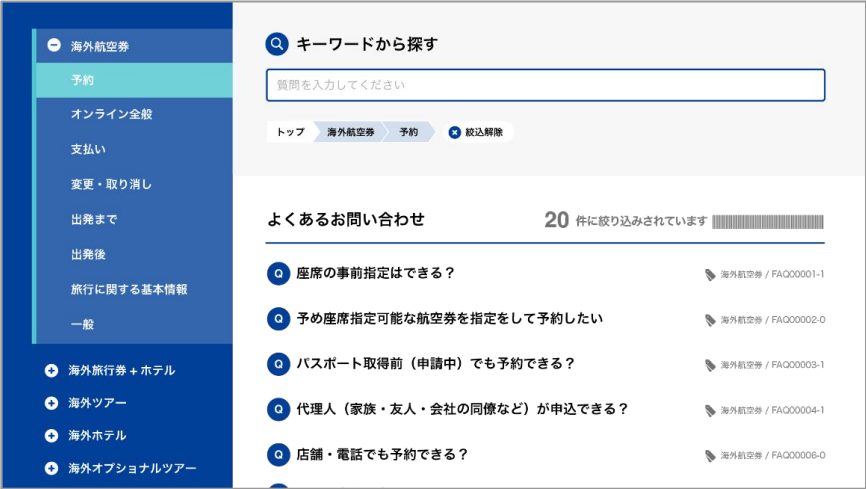 海外航空券
予約
オンライン全般
支払い
変更・取り消し
出発まで
出発後
旅行に関する基本情報
一般
海外旅行券 + ホテル
海外ツアー
海外ホテル
海外オプショナルツアー
キーワードから探す
質問を入力してください
トップ 海外航空券 予約 絞込解除
よくあるお問い合わせ 20 件に絞り込みされています
Q 座席の事前指定はできる？ 海外航空券 / FAQ00001-1
Q 予め座席指定可能な航空券を指定をして予約したい 海外航空券 / FAQ00002-0
Q パスポート取得前（申請中）でも予約できる？ 海外航空券 / FAQ00003-1
Q 代理人（家族・友人・会社の同僚など）が申込できる？ 海外航空券 / FAQ00004-1
Q 店舗・電話でも予約できる？ 海外航空券 / FAQ00006-0